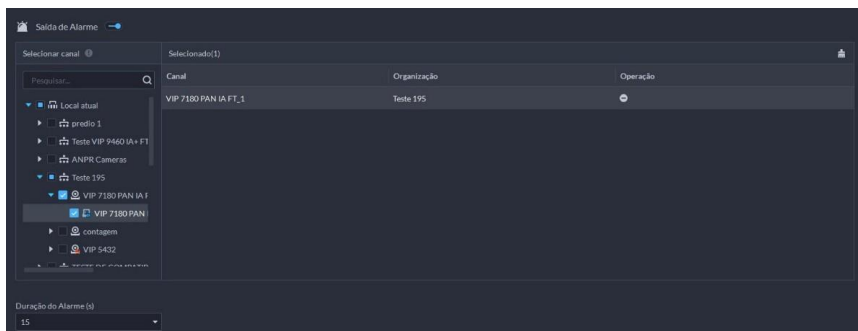 Saída de Alarme
Selecionar canal
Selecionado(1)
Pesquisar...
Canal
Organização
Operação
VIP 7180 PAN IA FT_1
Teste 195
Local atual
predio 1
Teste VIP 9460 IA+ FT
ANPR Cameras
Teste 195
VIP 7180 PAN IA F
VIP 7180 PAN
contagem
VIP 5432
Duração do Alarme (s)
15